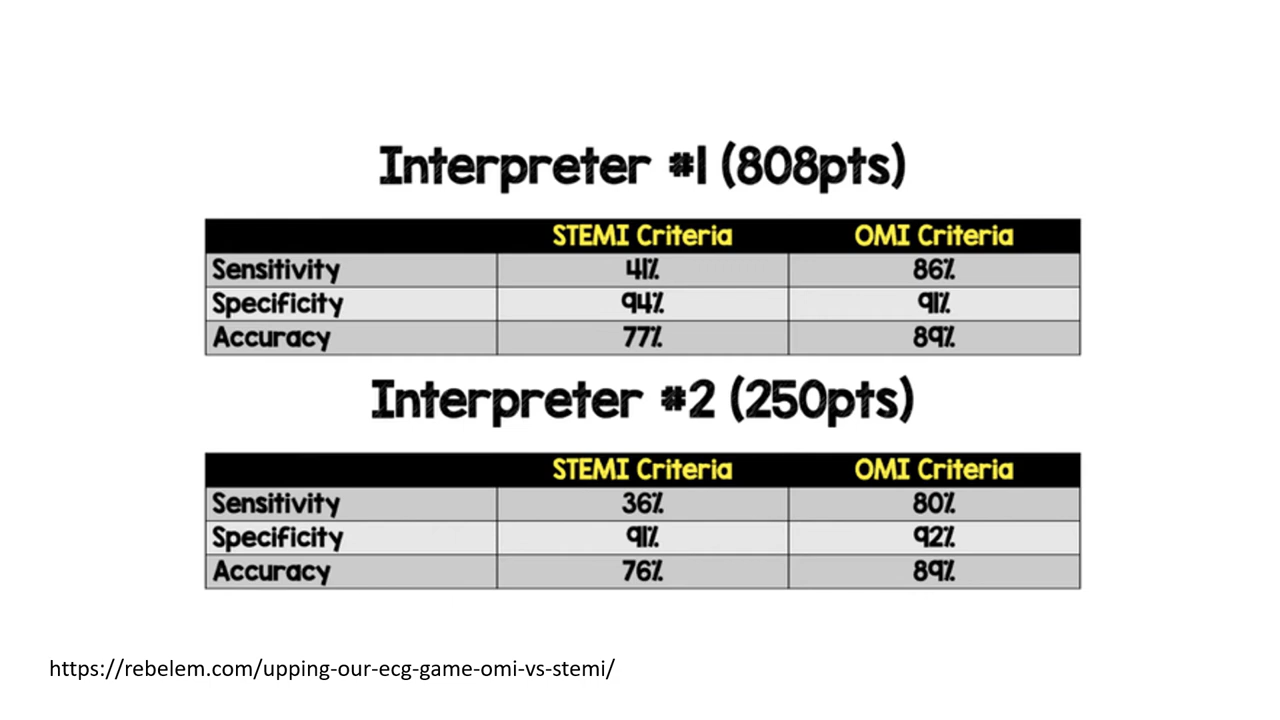 Interpreter #1 (808pts)
STEMI Criteria OMI Criteria
Sensitivity 41% 86%
Specificity 94% 91%
Accuracy 77% 89%
Interpreter #2 (250pts)
STEMI Criteria OMI Criteria
Sensitivity 36% 80%
Specificity 91% 92%
Accuracy 76% 89%
https://rebelem.com/upping-our-ecg-game-omi-vs-stemi/